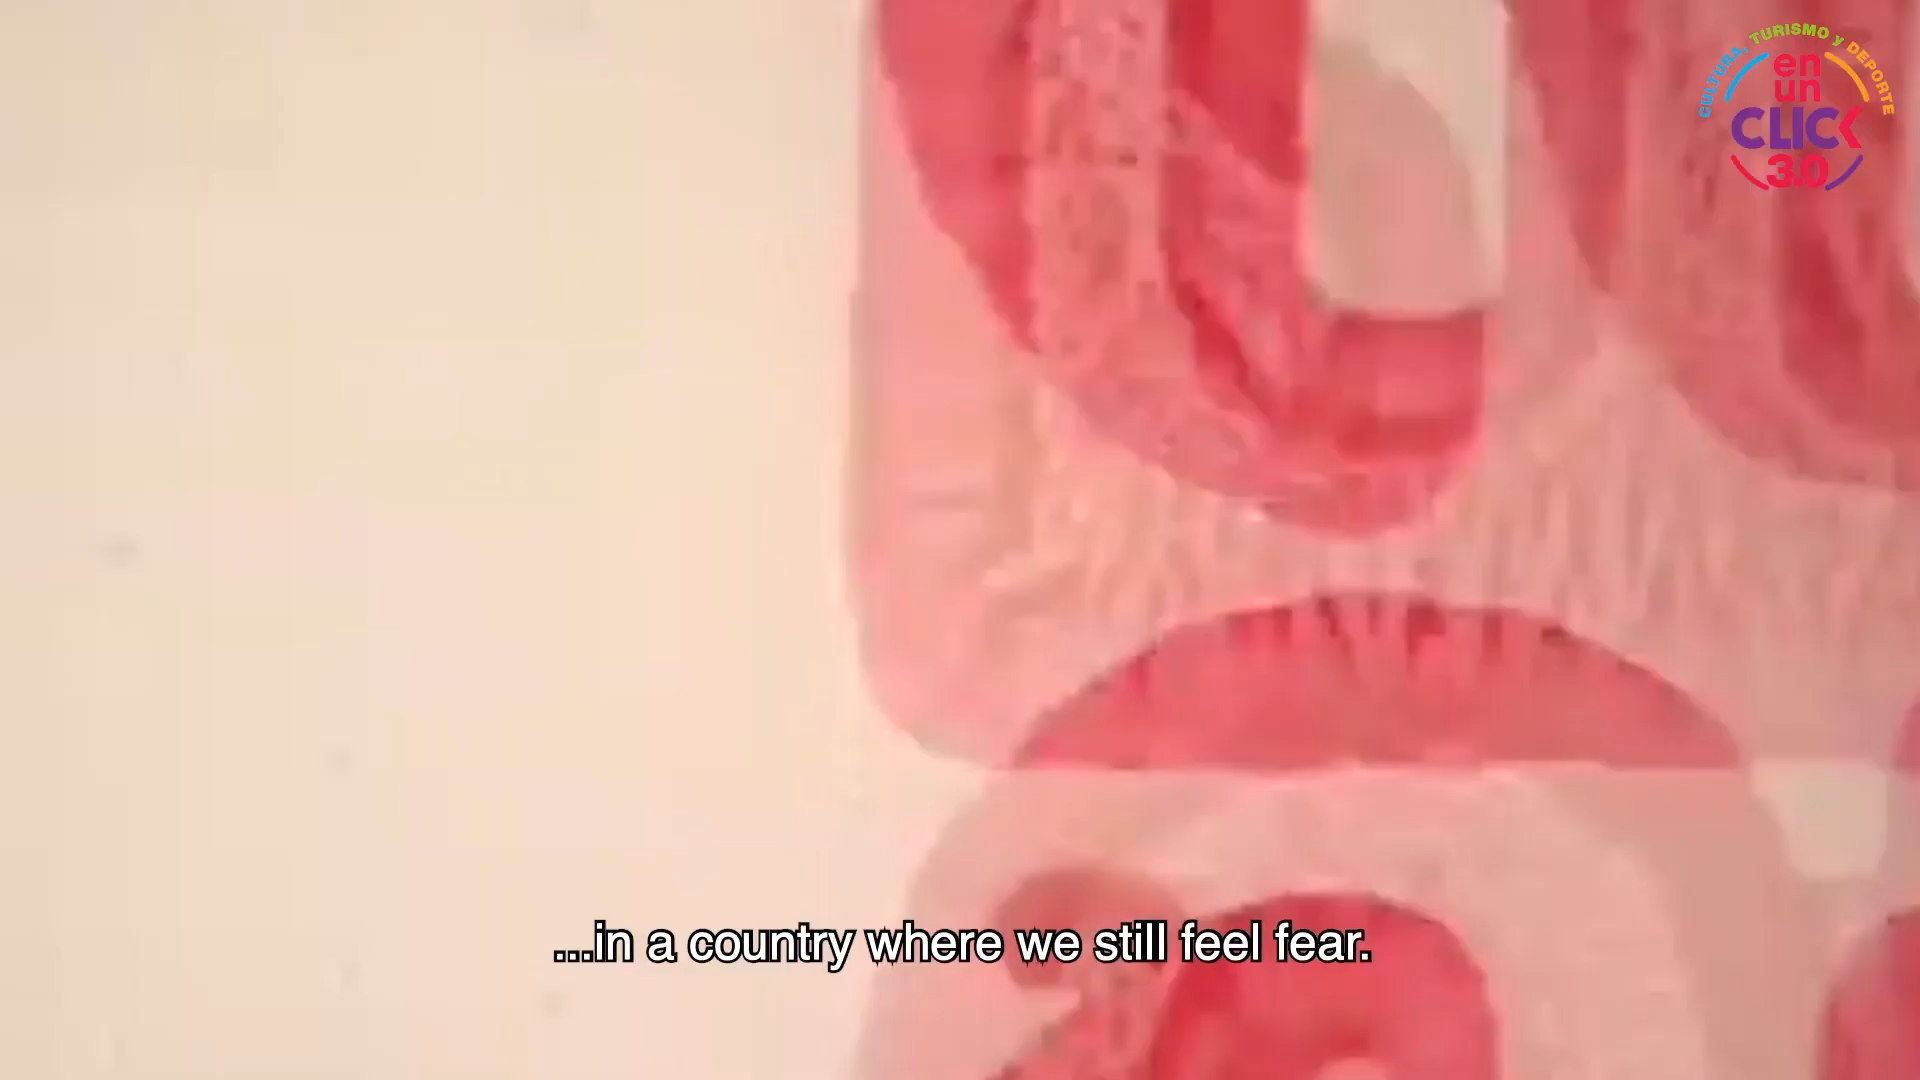 CULTURA, TURISMO y DEPORTE
en
un
CLICK
3.0
...in a country where we still feel fear.